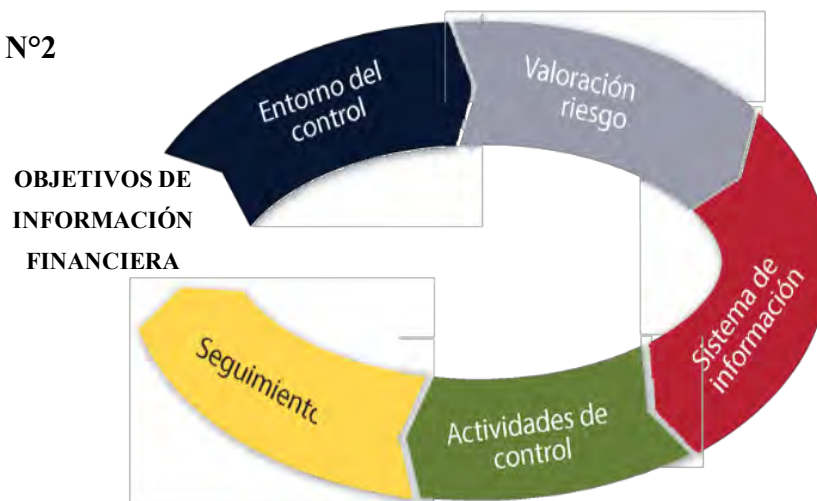 N°2
Entorno del
control
Valoración
riesgo
OBJETIVOS DE
INFORMACIÓN
FINANCIERA
Sistema de
información
Actividades de
control
Seguimiento